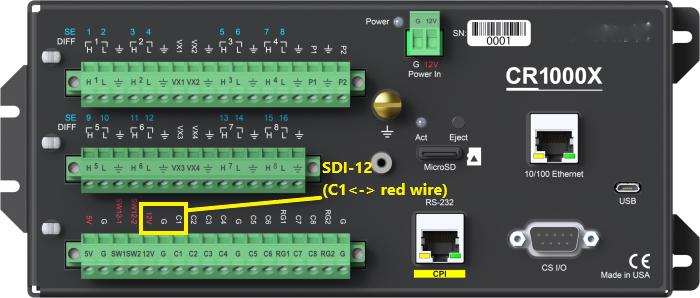 Power
G 12V
SN:
0001
G 12V
Power In
CR1000X
SE 1 2 3 4 5 6 7 8
DIFF 1 2 3 4
H L ⏚ H L ⏚ VX1 VX2 ⏚ H L ⏚ H L ⏚ P1 P2
H 1 L ⏚ H 2 L ⏚ VX1 VX2 ⏚ H 3 L ⏚ H 4 L ⏚ P1 P2
Act Eject
MicroSD
10/100 Ethernet
USB
SE 9 10 11 12 13 14 15 16
DIFF 5 6 7 8
H L ⏚ H L ⏚ VX3 VX4 ⏚ H L ⏚ H L ⏚
H 5 L ⏚ H 6 L ⏚ VX3 VX4 ⏚ H 7 L ⏚ H 8 L ⏚
SDI-12
(C1<-> red wire)
5V G SW12-1 SW12-2 12V G C1 C2 C3 C4 G C5 C6 RG1 C7 C8 RG2 G
5V G SW1 SW2 12V G C1 C2 C3 C4 G C5 C6 RG1 C7 C8 RG2 G
RS-232
CPI
CS I/O
CE
Made in USA